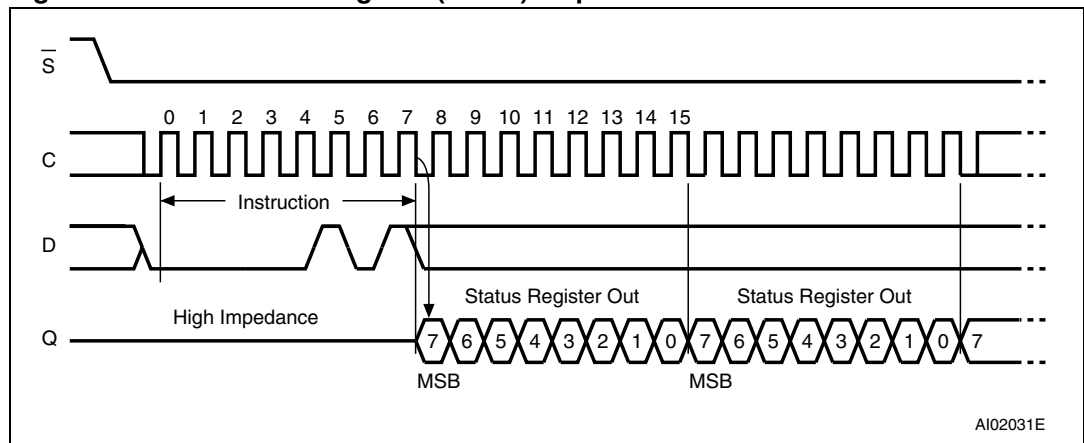 S
0 1 2 3 4 5 6 7 8 9 10 11 12 13 14 15
C
Instruction
D
High Impedance
Status Register Out
Status Register Out
Q
7 6 5 4 3 2 1 0 7 6 5 4 3 2 1 0 7
MSB
MSB
AI02031E